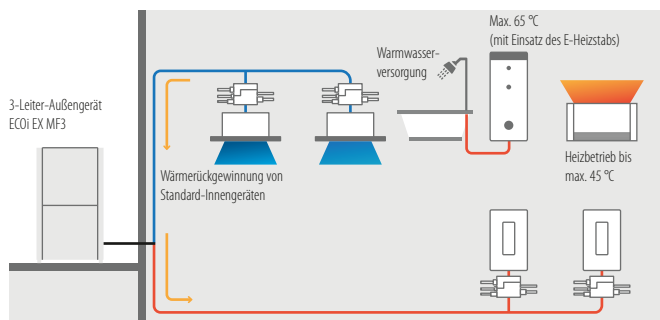 3-Leiter-Außengerät
ECOi EX MF3
Wärmerückgewinnung von
Standard-Innengeräten
Warmwasser-
versorgung
Max. 65 °C
(mit Einsatz des E-Heizstabs)
Heizbetrieb bis
max. 45 °C